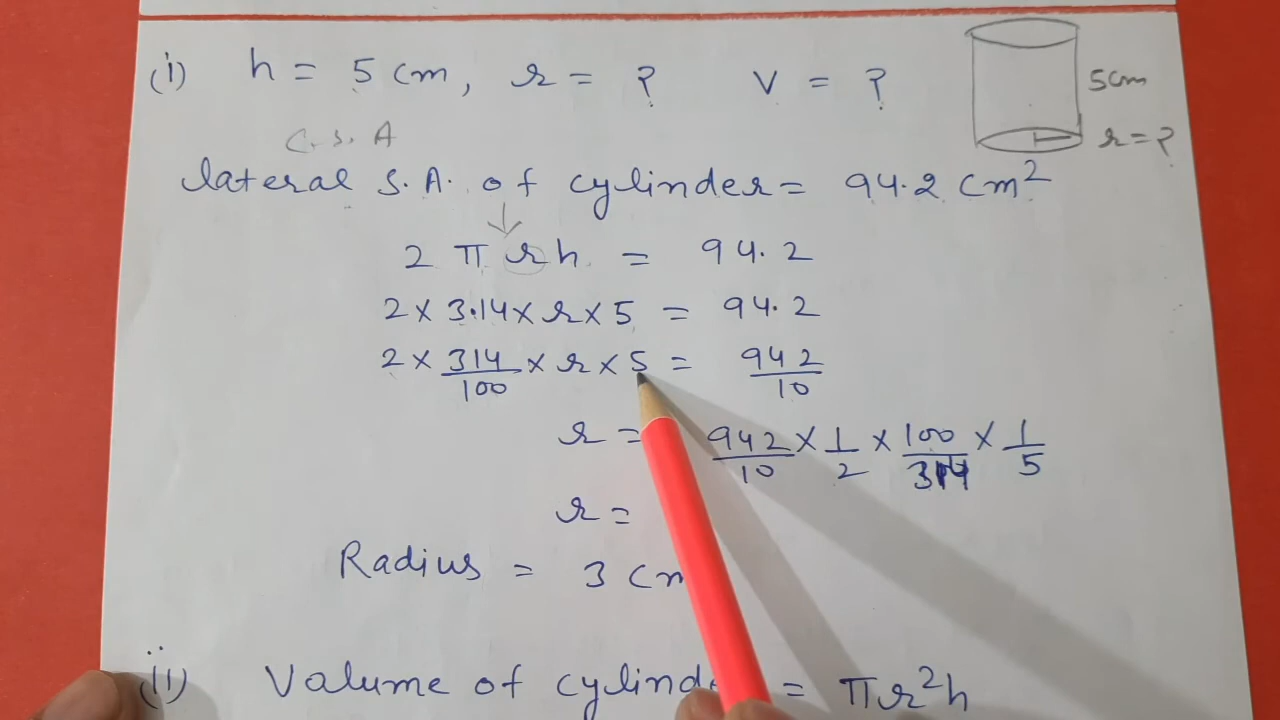 (i) h = 5 cm, r = ? V = ?
5cm
r = ?
C.S.A
lateral S.A. of cylinder = 94.2 cm²
2 π r h = 94.2
2 × 3.14 × r × 5 = 94.2
2 × 314/100 × r × 5 = 942/10
r = 942/10 × 1/2 × 100/314 × 1/5
r =
Radius = 3 cm
(ii) Valume of cylinde = πr²h